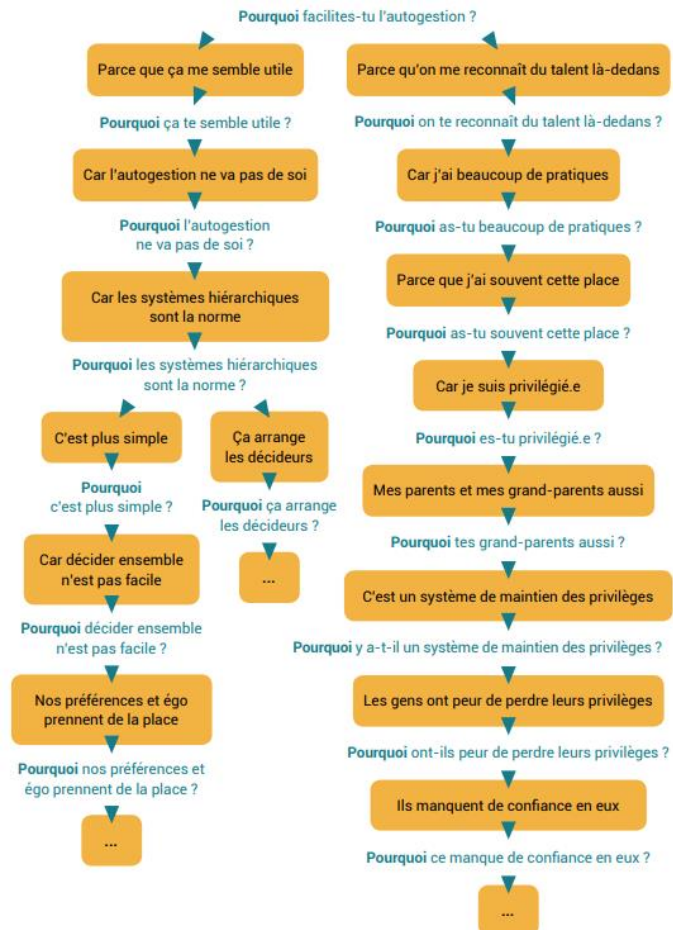 Pourquoi facilites-tu l'autogestion ?
Parce que ça me semble utile
Pourquoi ça te semble utile ?
Car l'autogestion ne va pas de soi
Pourquoi l'autogestion
ne va pas de soi ?
Car les systèmes hiérarchiques
sont la norme
Pourquoi les systèmes hiérarchiques
sont la norme ?
C'est plus simple
Pourquoi
c'est plus simple ?
Car décider ensemble
n'est pas facile
Pourquoi décider ensemble
n'est pas facile ?
Nos préférences et égo
prennent de la place
Pourquoi nos préférences et
égo prennent de la place ?
...
Ça arrange
les décideurs
Pourquoi ça arrange
les décideurs ?
...
Parce qu'on me reconnaît du talent là-dedans
Pourquoi on te reconnaît du talent là-dedans ?
Car j'ai beaucoup de pratiques
Pourquoi as-tu beaucoup de pratiques ?
Parce que j'ai souvent cette place
Pourquoi as-tu souvent cette place ?
Car je suis privilégié.e
Pourquoi es-tu privilégié.e ?
Mes parents et mes grand-parents aussi
Pourquoi tes grand-parents aussi ?
C'est un système de maintien des privilèges
Pourquoi y a-t-il un système de maintien des privilèges ?
Les gens ont peur de perdre leurs privilèges
Pourquoi ont-ils peur de perdre leurs privilèges ?
Ils manquent de confiance en eux
Pourquoi ce manque de confiance en eux ?
...